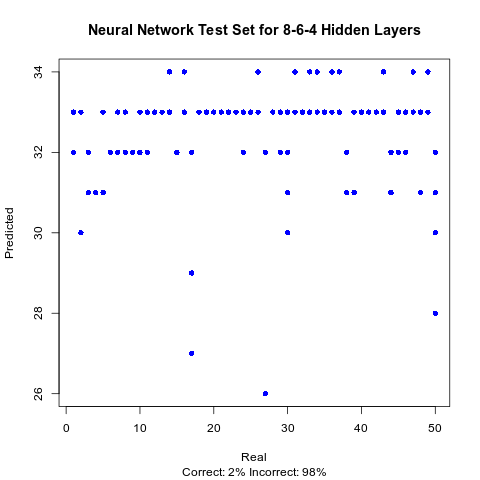 Neural Network Test Set for 8-6-4 Hidden Layers
34
32
30
28
26
Predicted
0 10 20 30 40 50
Real
Correct: 2% Incorrect: 98%